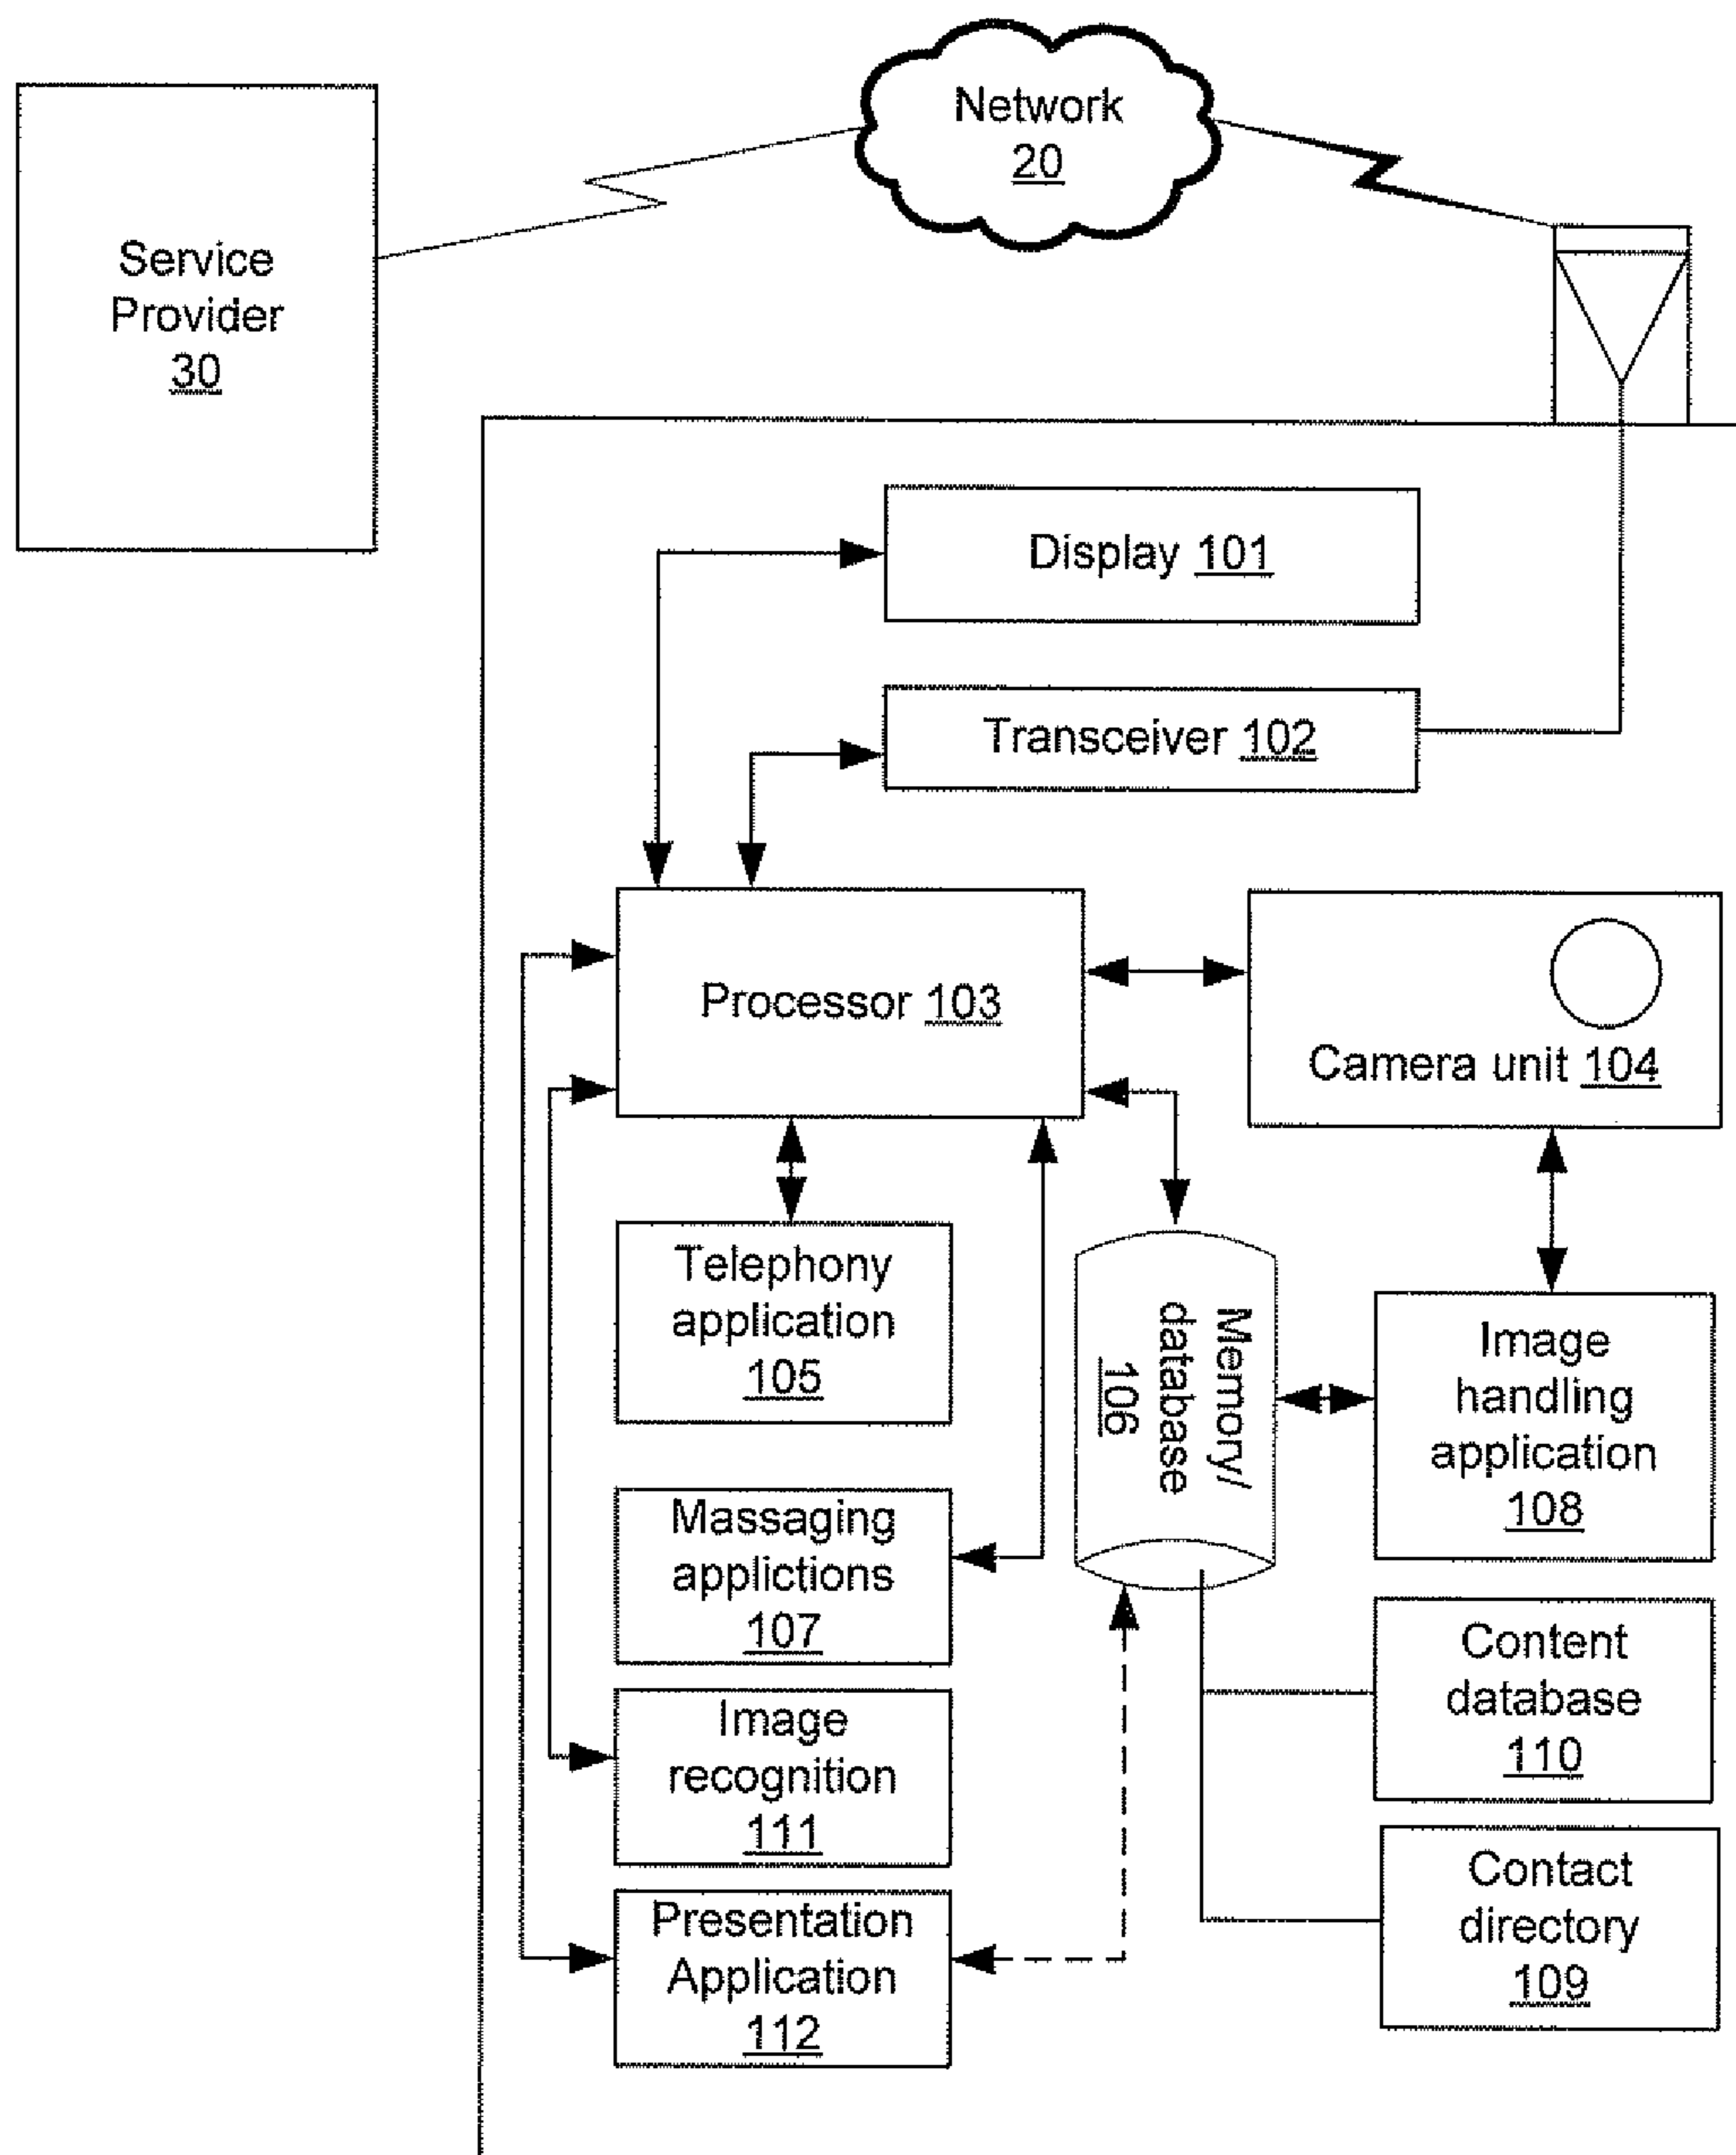 Network
20
Service
Provider
30
Display 101
Transceiver 102
Processor 103
Camera unit 104
Telephony
application
105
Memory/
database
106
Image
handling
application
108
Massaging
applictions
107
Content
database
110
Image
recognition
111
Contact
directory
109
Presentation
Application
112